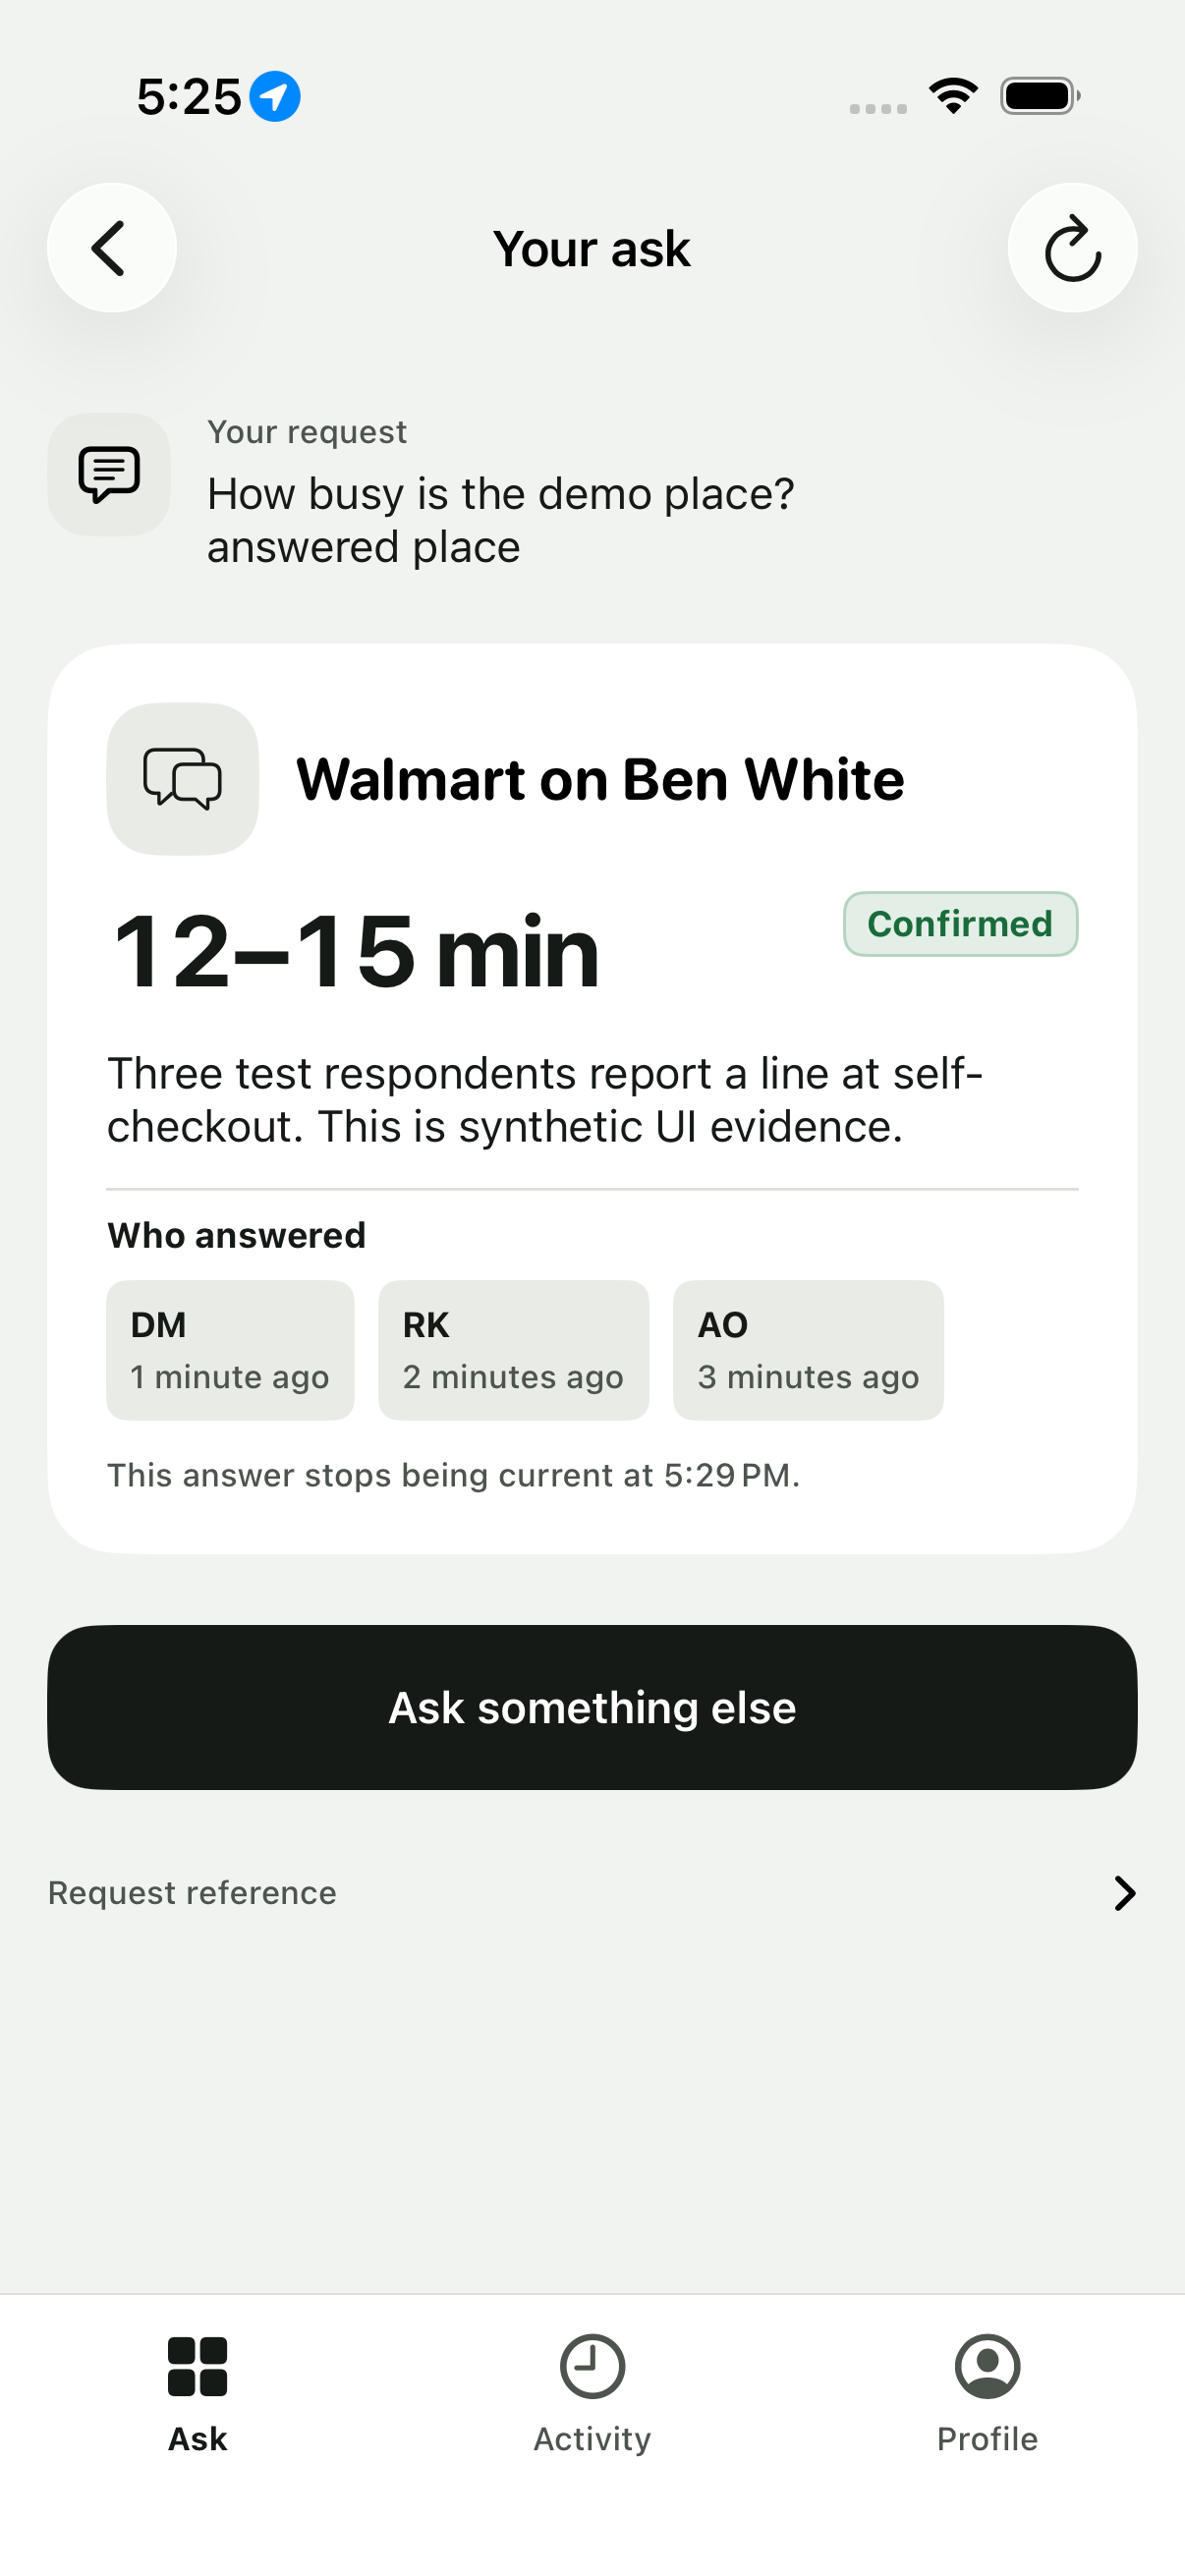 5:25
Your ask
Your request
How busy is the demo place?
answered place
Walmart on Ben White
12–15 min
Confirmed
Three test respondents report a line at self-
checkout. This is synthetic UI evidence.
Who answered
DM
1 minute ago
RK
2 minutes ago
AO
3 minutes ago
This answer stops being current at 5:29 PM.
Ask something else
Request reference
Ask
Activity
Profile